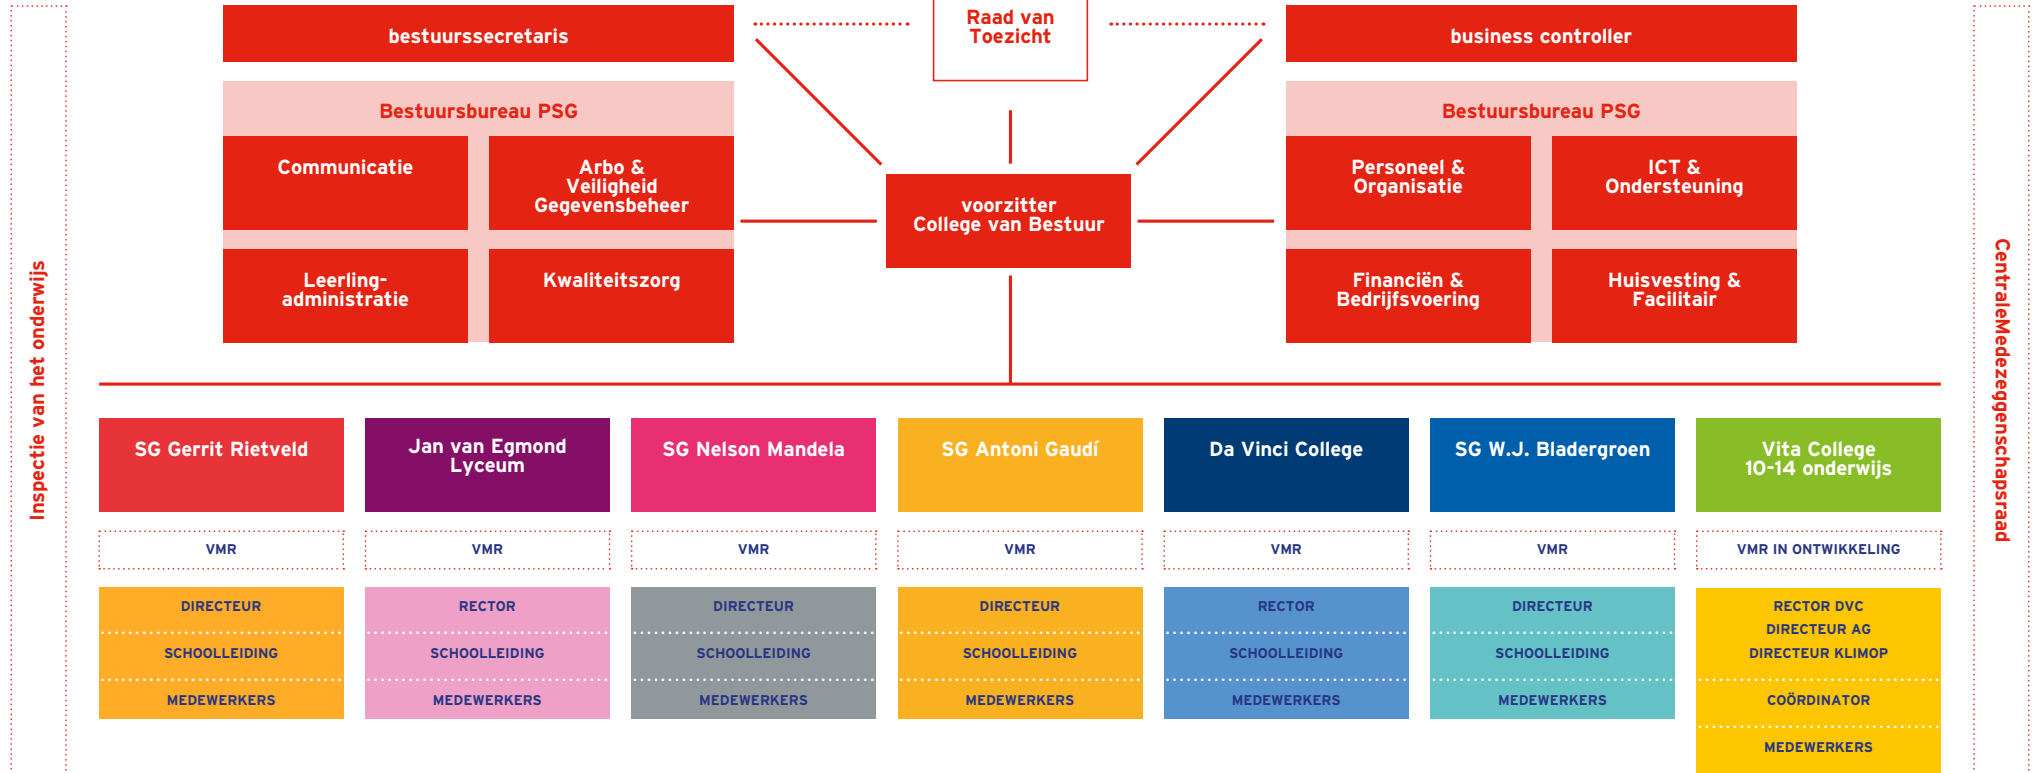 Raad van
Toezicht
bestuurssecretaris
business controller
Bestuursbureau PSG
Communicatie
Arbo &
Veiligheid
Gegevensbeheer
Leerling-
administratie
Kwaliteitszorg
voorzitter
College van Bestuur
Bestuursbureau PSG
Personeel &
Organisatie
ICT &
Ondersteuning
Financiën &
Bedrijfsvoering
Huisvesting &
Facilitair
Inspectie van het onderwijs
CentraleMedezeggenschapsraad
SG Gerrit Rietveld
VMR
DIRECTEUR
SCHOOLLEIDING
MEDEWERKERS
Jan van Egmond
Lyceum
VMR
RECTOR
SCHOOLLEIDING
MEDEWERKERS
SG Nelson Mandela
VMR
DIRECTEUR
SCHOOLLEIDING
MEDEWERKERS
SG Antoni Gaudí
VMR
DIRECTEUR
SCHOOLLEIDING
MEDEWERKERS
Da Vinci College
VMR
RECTOR
SCHOOLLEIDING
MEDEWERKERS
SG W.J. Bladergroen
VMR
DIRECTEUR
SCHOOLLEIDING
MEDEWERKERS
Vita College
10-14 onderwijs
VMR IN ONTWIKKELING
RECTOR DVC
DIRECTEUR AG
DIRECTEUR KLIMOP
COÖRDINATOR
MEDEWERKERS